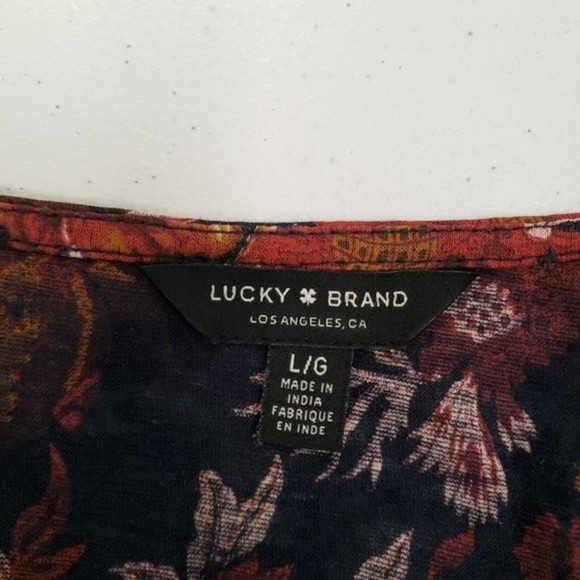 LUCKY BRAND
LOS ANGELES, CA
L/G
MADE IN
INDIA
FABRIQUE
EN INDE